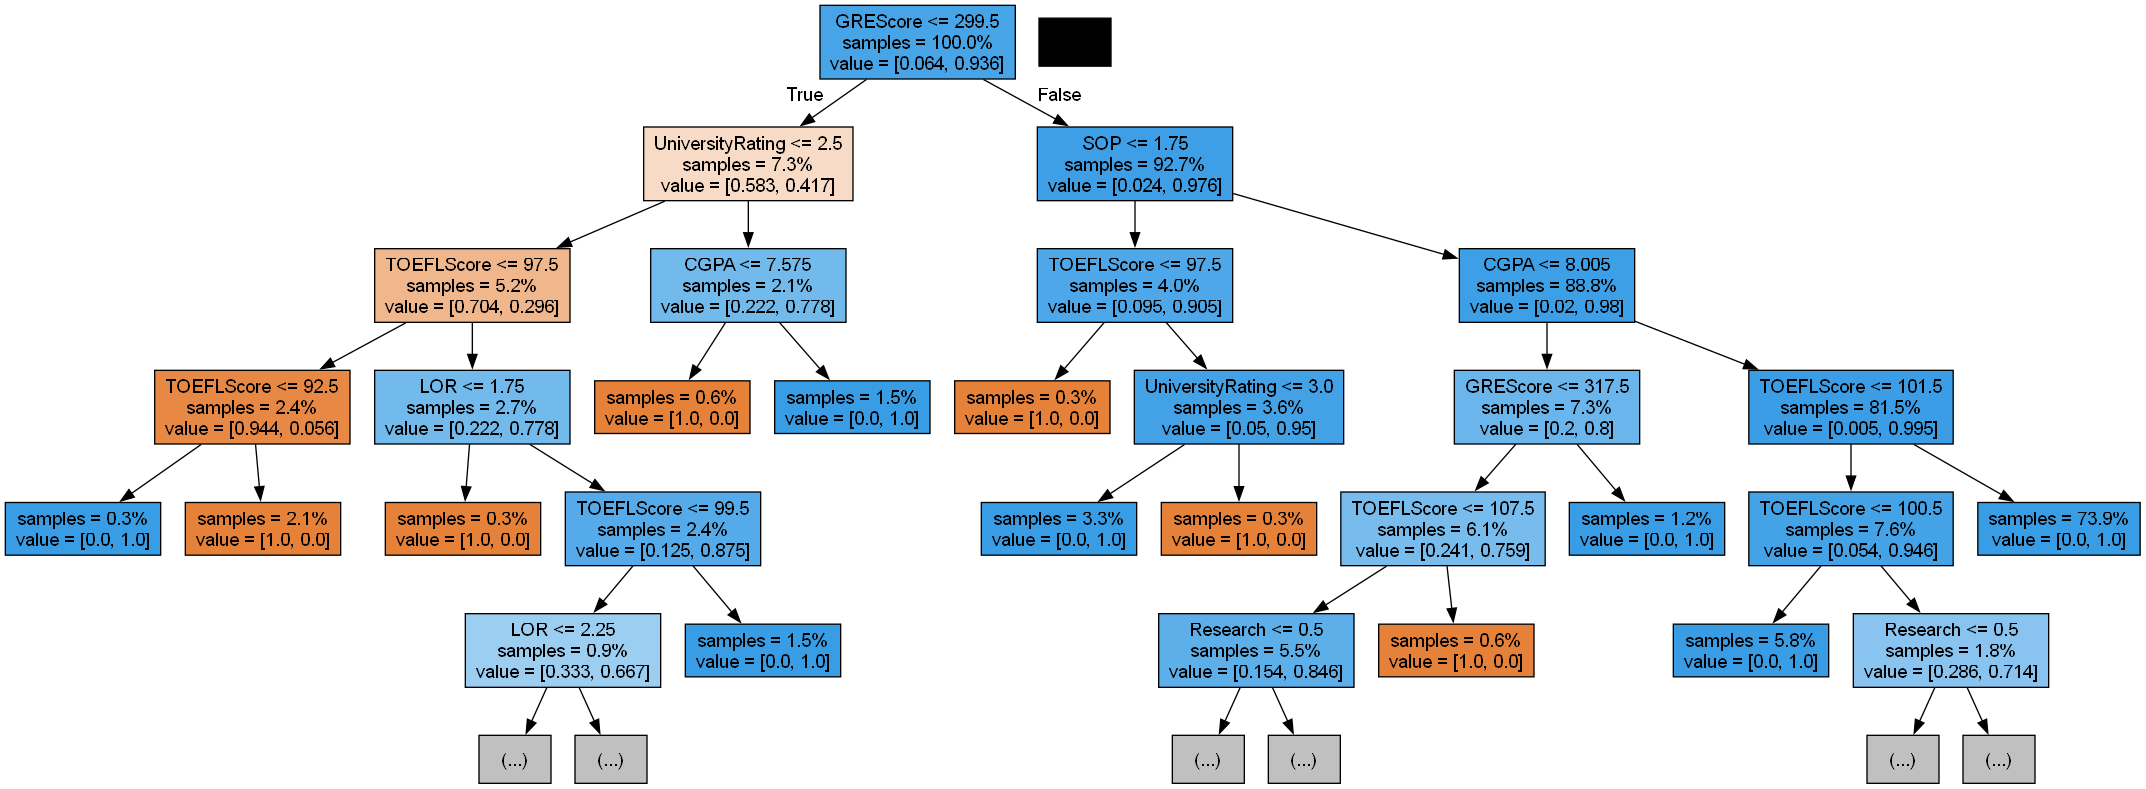 GREScore <= 299.5
samples = 100.0%
value = [0.064, 0.936]
True
False
UniversityRating <= 2.5
samples = 7.3%
value = [0.583, 0.417]
SOP <= 1.75
samples = 92.7%
value = [0.024, 0.976]
TOEFLScore <= 97.5
samples = 5.2%
value = [0.704, 0.296]
CGPA <= 7.575
samples = 2.1%
value = [0.222, 0.778]
TOEFLScore <= 97.5
samples = 4.0%
value = [0.095, 0.905]
CGPA <= 8.005
samples = 88.8%
value = [0.02, 0.98]
TOEFLScore <= 92.5
samples = 2.4%
value = [0.944, 0.056]
LOR <= 1.75
samples = 2.7%
value = [0.222, 0.778]
samples = 0.6%
value = [1.0, 0.0]
samples = 1.5%
value = [0.0, 1.0]
samples = 0.3%
value = [1.0, 0.0]
UniversityRating <= 3.0
samples = 3.6%
value = [0.05, 0.95]
GREScore <= 317.5
samples = 7.3%
value = [0.2, 0.8]
TOEFLScore <= 101.5
samples = 81.5%
value = [0.005, 0.995]
samples = 0.3%
value = [0.0, 1.0]
samples = 2.1%
value = [1.0, 0.0]
samples = 0.3%
value = [1.0, 0.0]
TOEFLScore <= 99.5
samples = 2.4%
value = [0.125, 0.875]
samples = 3.3%
value = [0.0, 1.0]
samples = 0.3%
value = [1.0, 0.0]
TOEFLScore <= 107.5
samples = 6.1%
value = [0.241, 0.759]
samples = 1.2%
value = [0.0, 1.0]
TOEFLScore <= 100.5
samples = 7.6%
value = [0.054, 0.946]
samples = 73.9%
value = [0.0, 1.0]
LOR <= 2.25
samples = 0.9%
value = [0.333, 0.667]
samples = 1.5%
value = [0.0, 1.0]
Research <= 0.5
samples = 5.5%
value = [0.154, 0.846]
samples = 0.6%
value = [1.0, 0.0]
samples = 5.8%
value = [0.0, 1.0]
Research <= 0.5
samples = 1.8%
value = [0.286, 0.714]
(...)
(...)
(...)
(...)
(...)
(...)